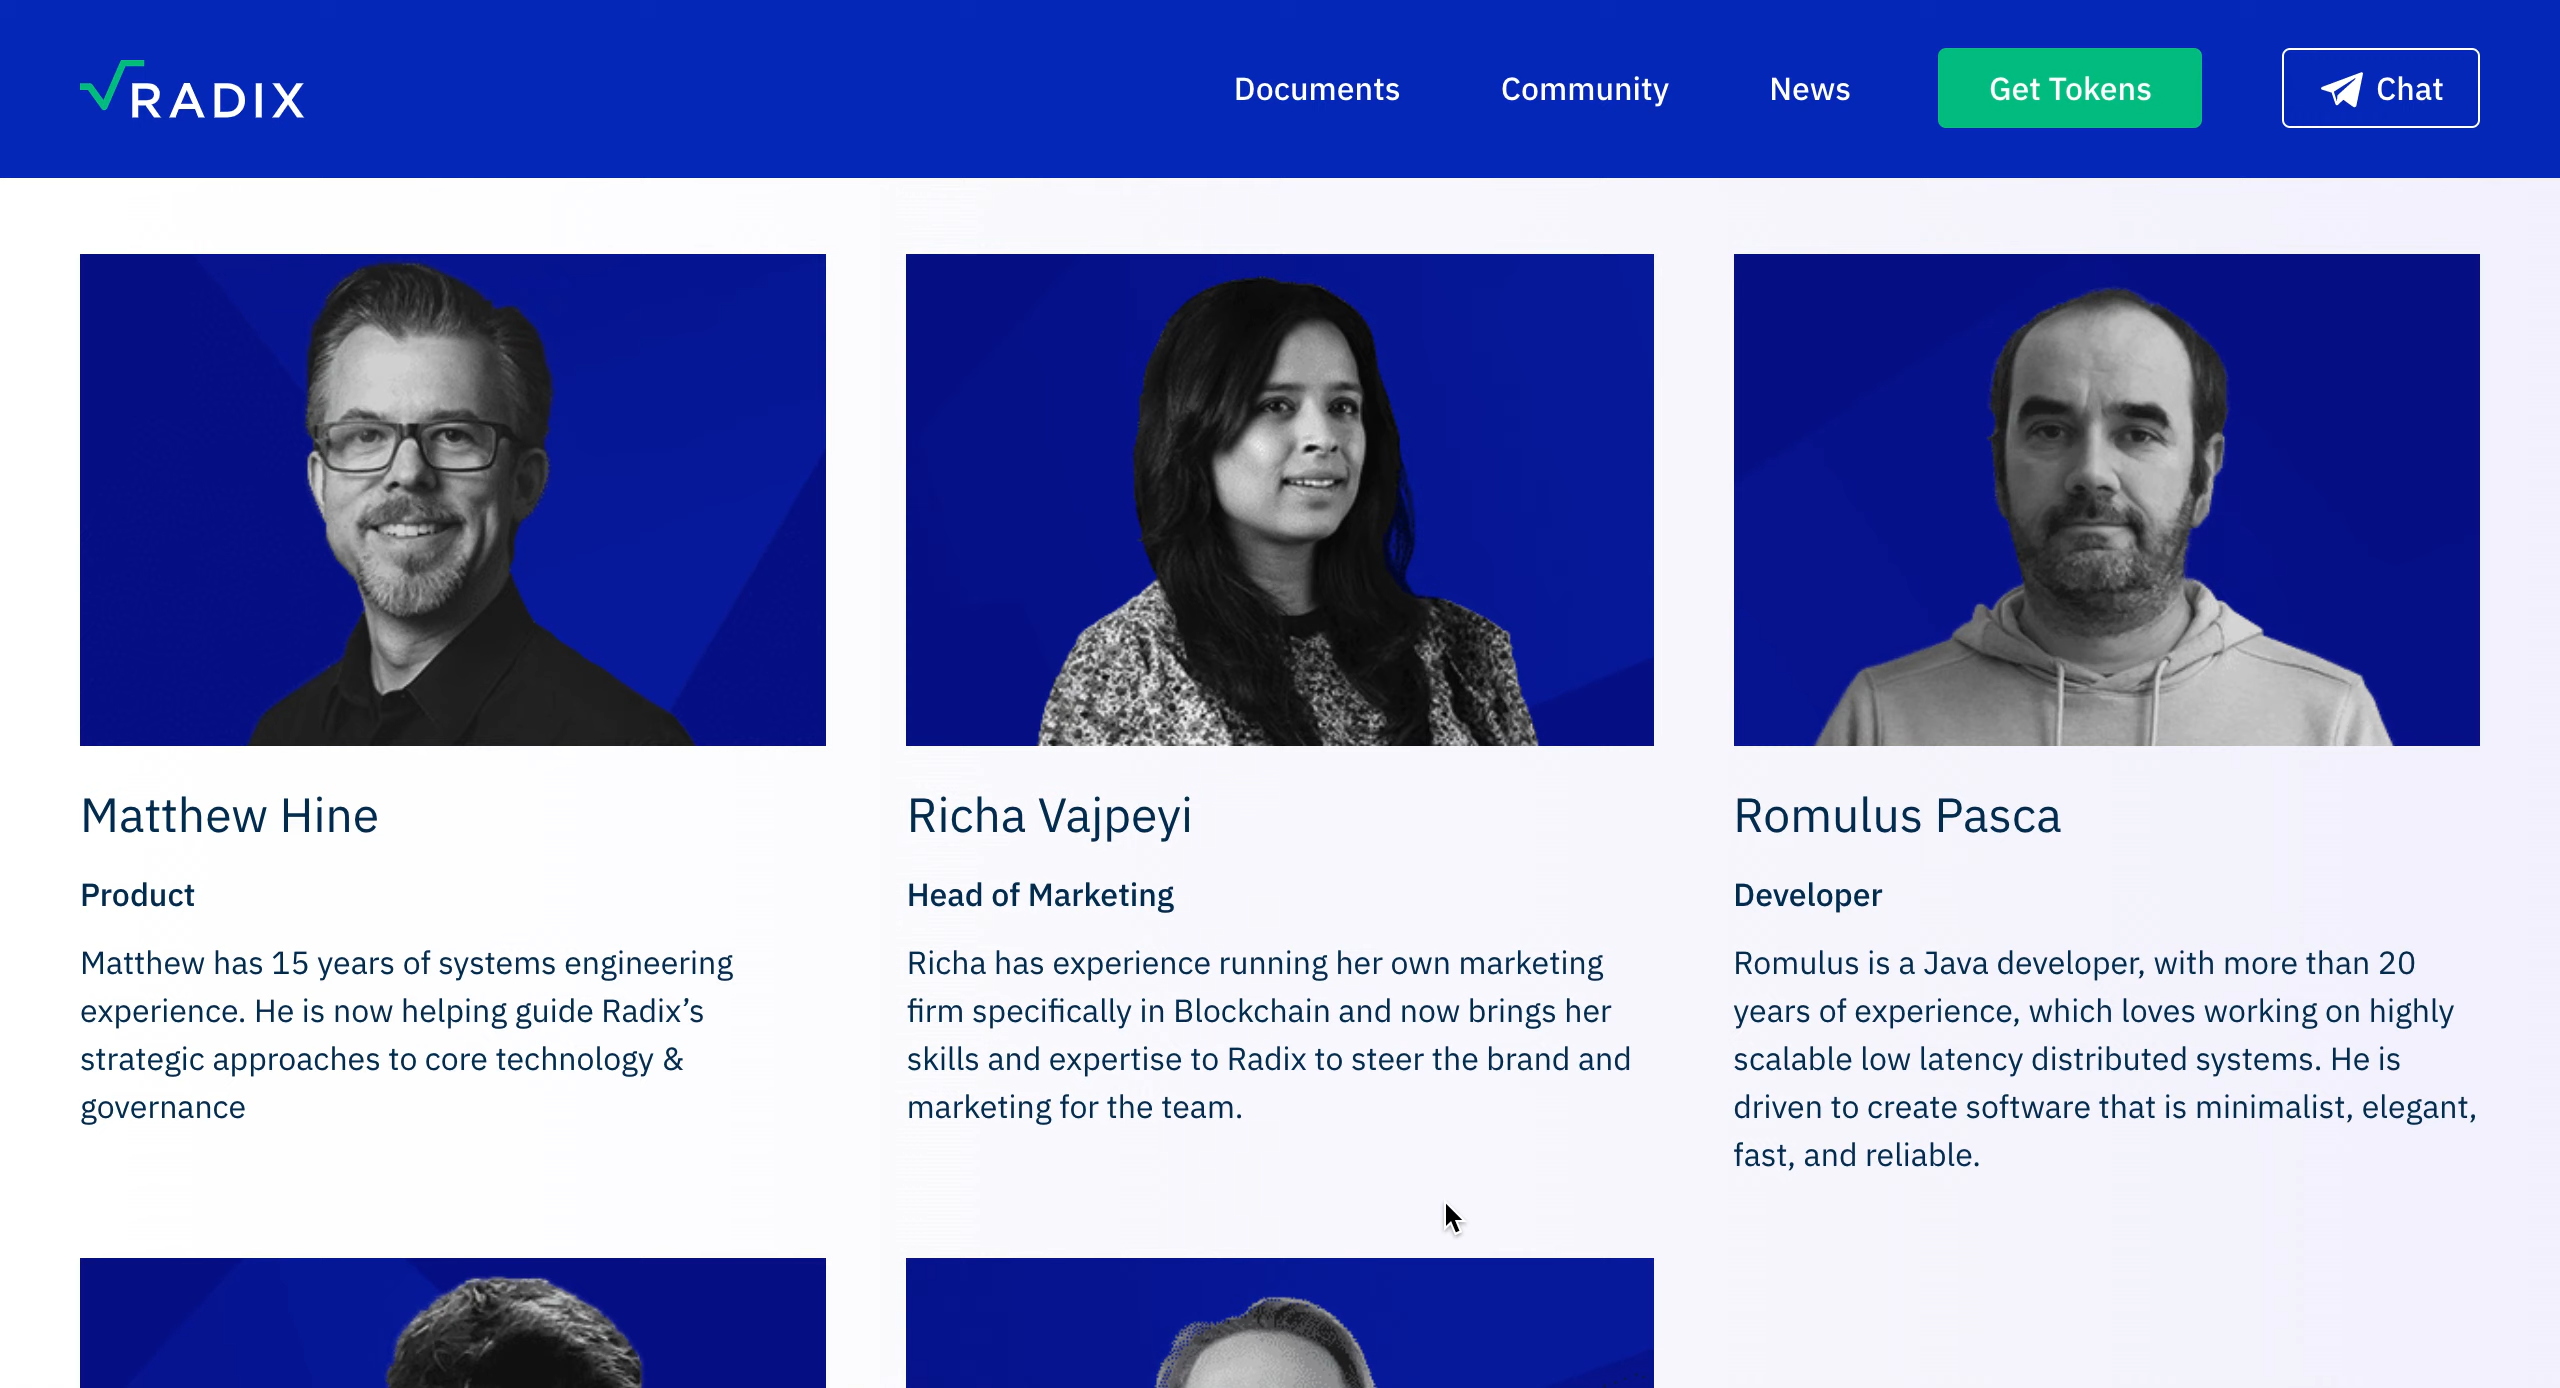 RADIX
Documents
Community
News
Get Tokens
Chat
Matthew Hine
Product
Matthew has 15 years of systems engineering
experience. He is now helping guide Radix’s
strategic approaches to core technology &
governance
Richa Vajpeyi
Head of Marketing
Richa has experience running her own marketing
firm specifically in Blockchain and now brings her
skills and expertise to Radix to steer the brand and
marketing for the team.
Romulus Pasca
Developer
Romulus is a Java developer, with more than 20
years of experience, which loves working on highly
scalable low latency distributed systems. He is
driven to create software that is minimalist, elegant,
fast, and reliable.